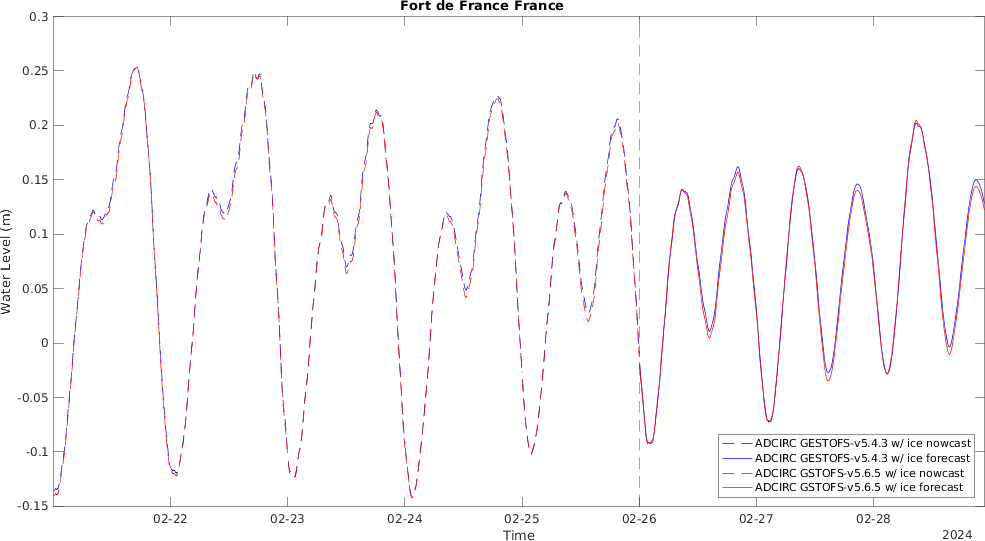 Fort de France France
0.3
0.25
0.2
0.15
0.1
0.05
0
-0.05
-0.1
-0.15
Water Level (m)
02-22
02-23
02-24
02-25
02-26
02-27
02-28
Time
2024
ADCIRC GESTOFS-v5.4.3 w/ ice nowcast
ADCIRC GESTOFS-v5.4.3 w/ ice forecast
ADCIRC GSTOFS-v5.6.5 w/ ice nowcast
ADCIRC GSTOFS-v5.6.5 w/ ice forecast